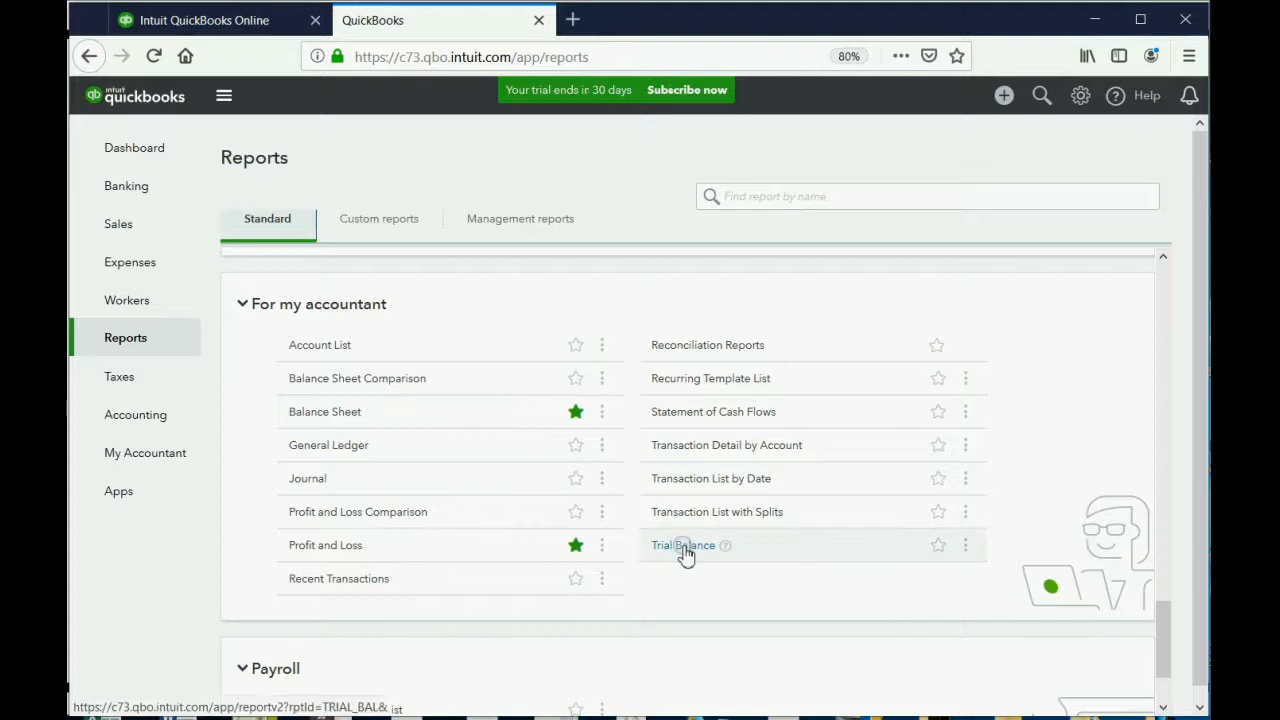 Intuit QuickBooks Online
QuickBooks
https://c73.qbo.intuit.com/app/reports
80%
intuit quickbooks
Your trial ends in 30 days Subscribe now
Help
Dashboard
Banking
Sales
Expenses
Workers
Reports
Taxes
Accounting
My Accountant
Apps
Reports
Find report by name
Standard
Custom reports
Management reports
For my accountant
Account List
Balance Sheet Comparison
Balance Sheet
General Ledger
Journal
Profit and Loss Comparison
Profit and Loss
Recent Transactions
Reconciliation Reports
Recurring Template List
Statement of Cash Flows
Transaction Detail by Account
Transaction List by Date
Transaction List with Splits
Trial Balance
Payroll
https://c73.qbo.intuit.com/app/reportv2?rptId=TRIAL_BAL& ist